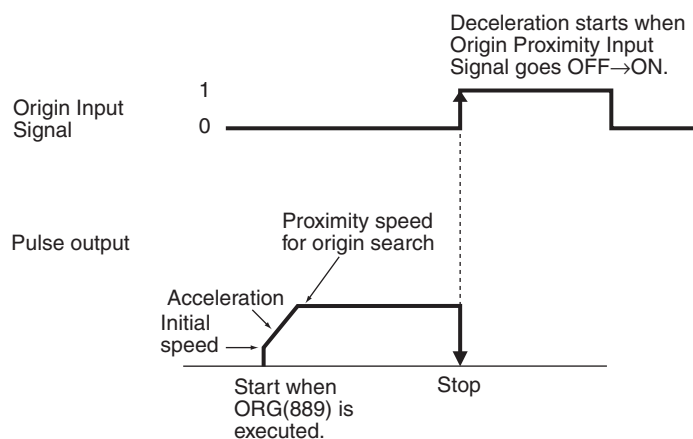 Deceleration starts when
Origin Proximity Input
Signal goes OFF→ON.
Origin Input
Signal
1
0
Pulse output
Proximity speed
for origin search
Acceleration
Initial
speed
Start when
ORG(889) is
executed.
Stop